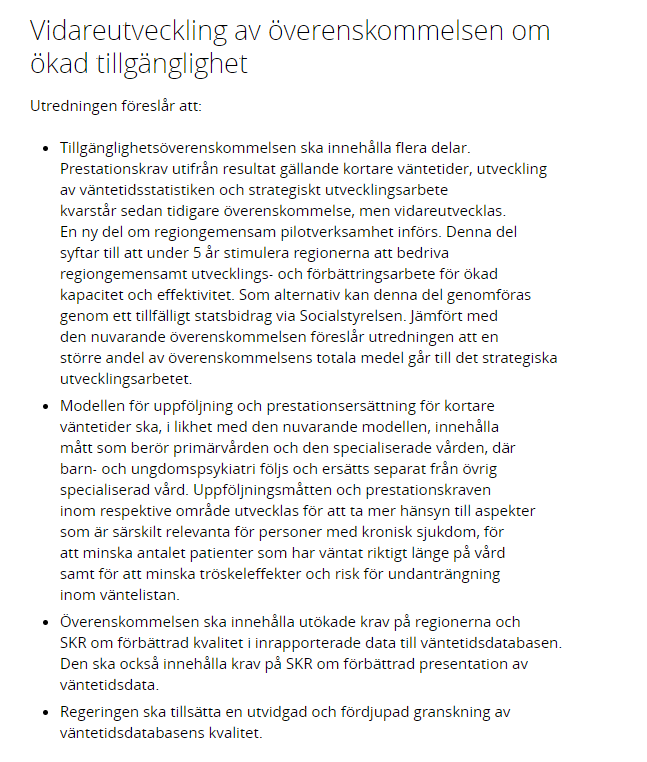 Vidareutveckling av överenskommelsen om
ökad tillgänglighet
Utredningen föreslår att:
• Tillgänglighetsöverenskommelsen ska innehålla flera delar.
Prestationskrav utifrån resultat gällande kortare väntetider, utveckling
av väntetidsstatistiken och strategiskt utvecklingsarbete
kvarstår sedan tidigare överenskommelse, men vidareutvecklas.
En ny del om regiongemensam pilotverksamhet införs. Denna del
syftar till att under 5 år stimulera regionerna att bedriva
regiongemensamt utvecklings- och förbättringsarbete för ökad
kapacitet och effektivitet. Som alternativ kan denna del genomföras
genom ett tillfälligt statsbidrag via Socialstyrelsen. Jämfört med
den nuvarande överenskommelsen föreslår utredningen att en
större andel av överenskommelsens totala medel går till det strategiska
utvecklingsarbetet.
• Modellen för uppföljning och prestationsersättning för kortare
väntetider ska, i likhet med den nuvarande modellen, innehålla
mått som berör primärvården och den specialiserade vården, där
barn- och ungdomspsykiatri följs och ersätts separat från övrig
specialiserad vård. Uppföljningsmåtten och prestationskraven
inom respektive område utvecklas för att ta mer hänsyn till aspekter
som är särskilt relevanta för personer med kronisk sjukdom, för
att minska antalet patienter som har väntat riktigt länge på vård
samt för att minska tröskeleffekter och risk för undanträngning
inom väntelistan.
• Överenskommelsen ska innehålla utökade krav på regionerna och
SKR om förbättrad kvalitet i inrapporterade data till väntetidsdatabasen.
Den ska också innehålla krav på SKR om förbättrad presentation av
väntetidsdata.
• Regeringen ska tillsätta en utvidgad och fördjupad granskning av
väntetidsdatabasens kvalitet.